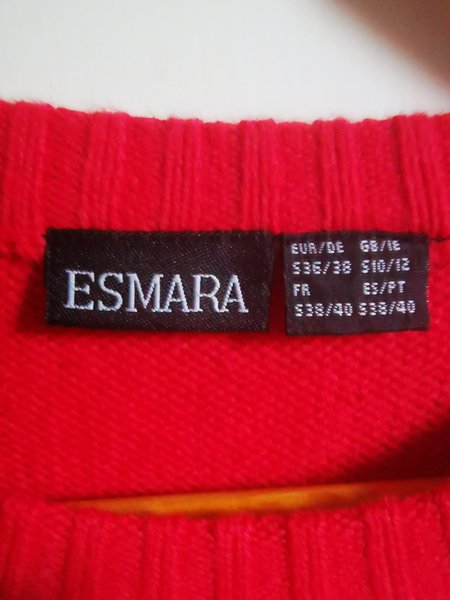 ESMARA
EUR/DE GB/IE
S36/38 S10/12
FR ES/PT
S38/40 S38/40